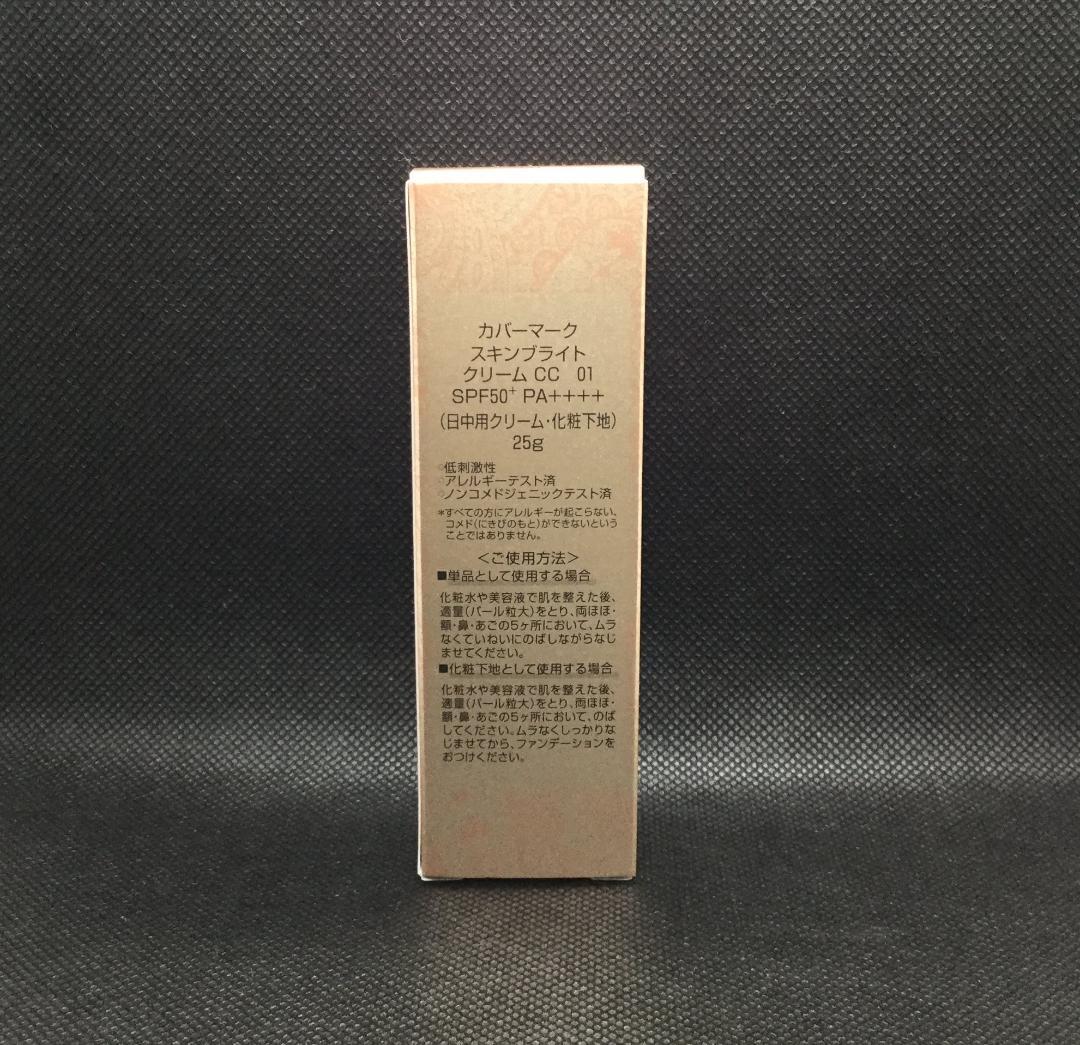 カバーマーク
スキンブライト
クリーム CC 01
SPF50⁺ PA++++
(日中用クリーム・化粧下地)
25g
○低刺激性
○アレルギーテスト済
○ノンコメドジェニックテスト済
*すべての方にアレルギーが起こらない、
コメド(にきびのもと)ができないという
ことではありません。
<ご使用方法>
■単品として使用する場合
化粧水や美容液で肌を整えた後、
適量(パール粒大)をとり、両ほほ・
額・鼻・あごの5ヶ所において、ムラ
なくていねいにのばしながらなじ
ませてください。
■化粧下地として使用する場合
化粧水や美容液で肌を整えた後、
適量(パール粒大)をとり、両ほほ・
額・鼻・あごの5ヶ所において、のば
してください。ムラなくしっかりな
じませてから、ファンデーションを
おつけください。